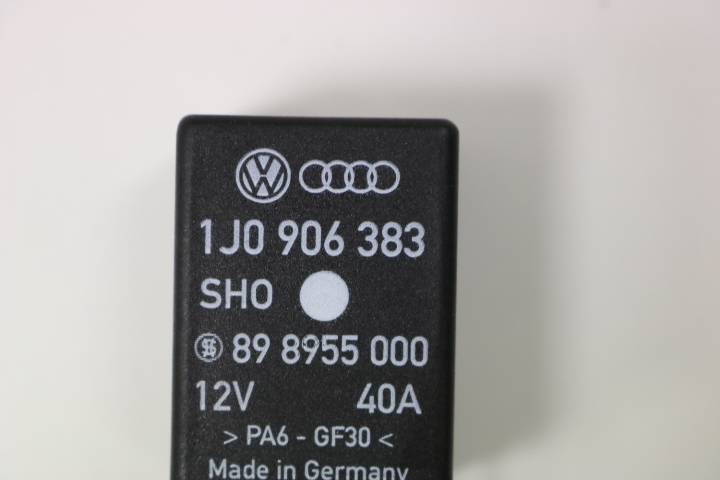 1J0 906 383
SHO
89 8955 000
12V 40A
> PA6 - GF30 <
Made in Germany